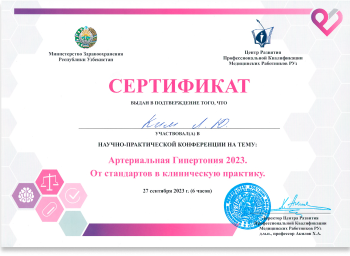 Министерство Здравоохранения
Республики Узбекистан
Центр Развития
Профессиональной Квалификации
Медицинских Работников РУз
СЕРТИФИКАТ
ВЫДАН В ПОДТВЕРЖДЕНИЕ ТОГО, ЧТО
Ким Л. Ю.
УЧАСТВОВАЛ(А) В
НАУЧНО-ПРАКТИЧЕСКОЙ КОНФЕРЕНЦИИ НА ТЕМУ:
Артериальная Гипертония 2023.
От стандартов в клиническую практику.
27 сентября 2023 г. (6 часов)
Директор Центра Развития
Профессиональной Квалификации
Медицинских Работников РУз
д.м.н., профессор Акилов Х.А.